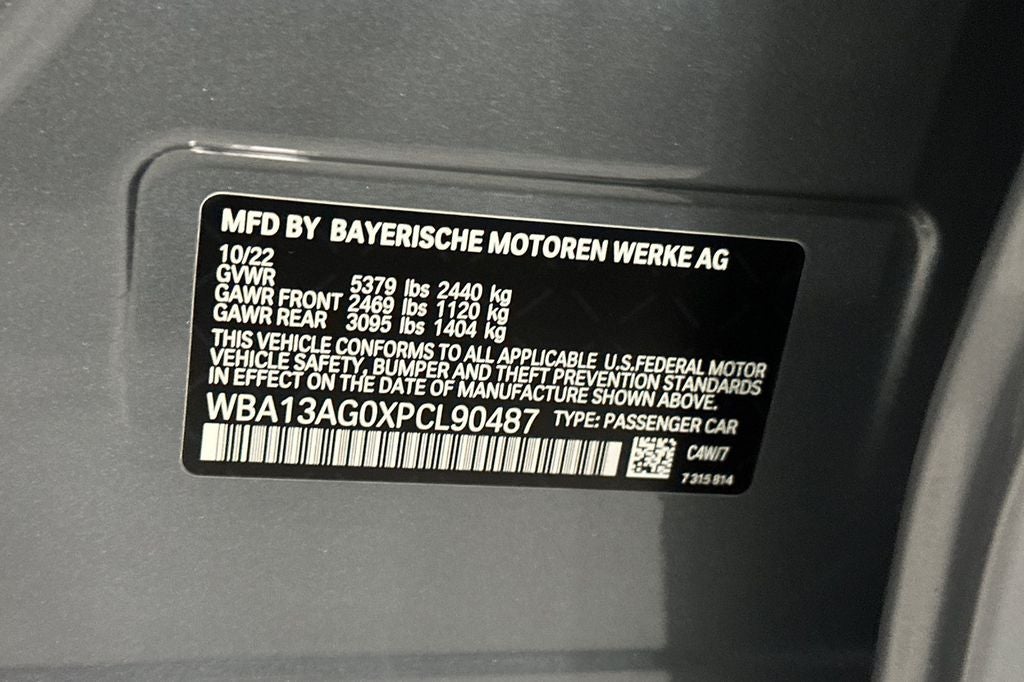 MFD BY BAYERISCHE MOTOREN WERKE AG
10/22
GVWR 5379 lbs 2440 kg
GAWR FRONT 2469 lbs 1120 kg
GAWR REAR 3095 lbs 1404 kg
THIS VEHICLE CONFORMS TO ALL APPLICABLE U.S.FEDERAL MOTOR
VEHICLE SAFETY, BUMPER AND THEFT PREVENTION STANDARDS
IN EFFECT ON THE DATE OF MANUFACTURE SHOWN ABOVE.
WBA13AG0XPCL90487 TYPE: PASSENGER CAR
C4W/7
7 315 814